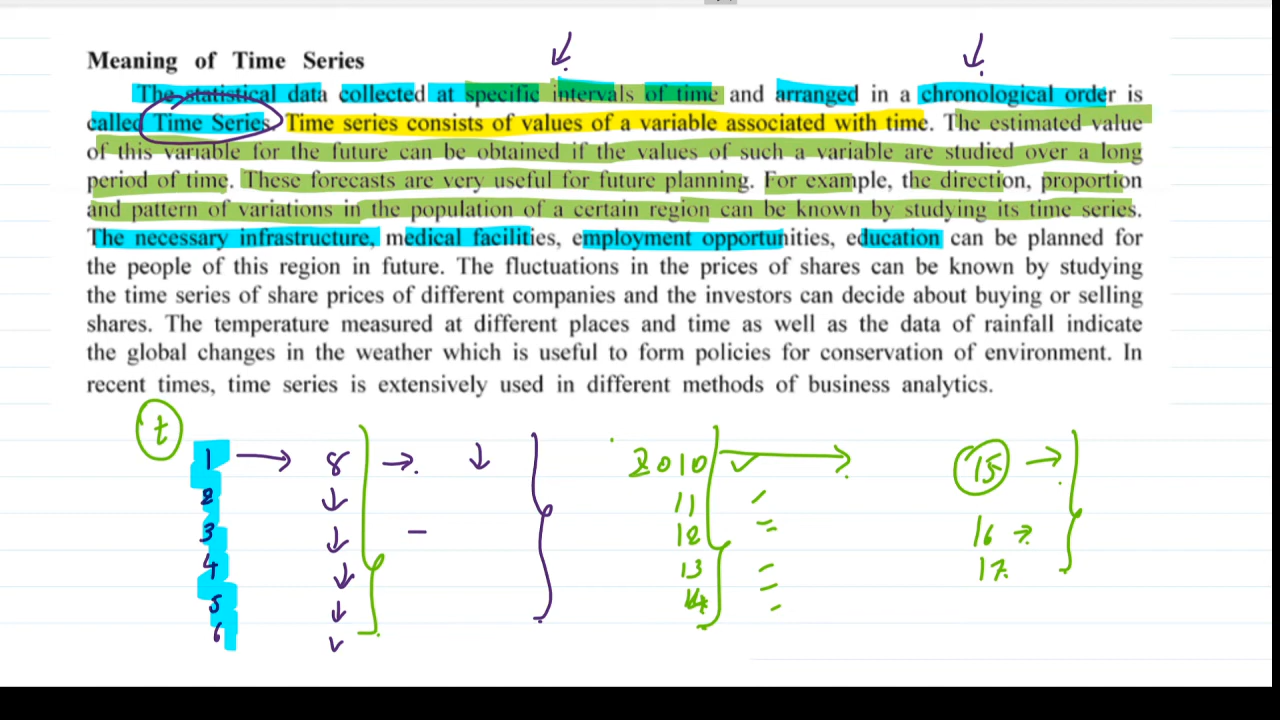 Meaning of Time Series
The statistical data collected at specific intervals of time and arranged in a chronological order is
called Time Series. Time series consists of values of a variable associated with time. The estimated value
of this variable for the future can be obtained if the values of such a variable are studied over a long
period of time. These forecasts are very useful for future planning. For example, the direction, proportion
and pattern of variations in the population of a certain region can be known by studying its time series.
The necessary infrastructure, medical facilities, employment opportunities, education can be planned for
the people of this region in future. The fluctuations in the prices of shares can be known by studying
the time series of share prices of different companies and the investors can decide about buying or selling
shares. The temperature measured at different places and time as well as the data of rainfall indicate
the global changes in the weather which is useful to form policies for conservation of environment. In
recent times, time series is extensively used in different methods of business analytics.
t
1 → 8 → ↓ 2010 ✓ → 15 →
2 ↓ 11
3 ↓ – 12 = 16 →
4 ↓ 13 17
5 ↓ 14
6